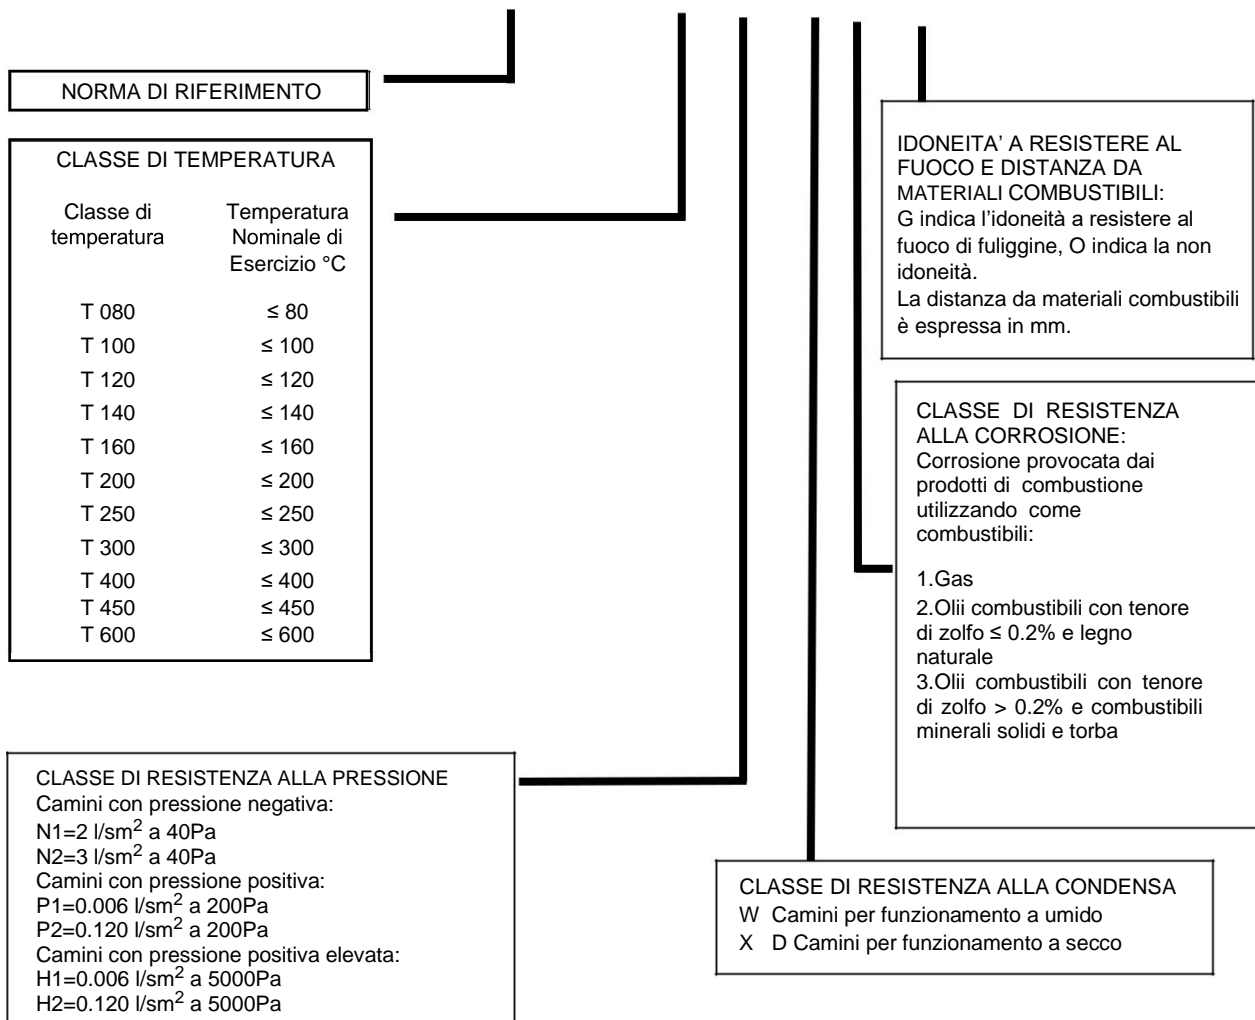 NORMA DI RIFERIMENTO
CLASSE DI TEMPERATURA
Classe di temperatura
Temperatura Nominale di Esercizio °C
T 080 ≤ 80
T 100 ≤ 100
T 120 ≤ 120
T 140 ≤ 140
T 160 ≤ 160
T 200 ≤ 200
T 250 ≤ 250
T 300 ≤ 300
T 400 ≤ 400
T 450 ≤ 450
T 600 ≤ 600
CLASSE DI RESISTENZA ALLA PRESSIONE
Camini con pressione negativa:
N1=2 l/sm² a 40Pa
N2=3 l/sm² a 40Pa
Camini con pressione positiva:
P1=0.006 l/sm² a 200Pa
P2=0.120 l/sm² a 200Pa
Camini con pressione positiva elevata:
H1=0.006 l/sm² a 5000Pa
H2=0.120 l/sm² a 5000Pa
IDONEITA' A RESISTERE AL
FUOCO E DISTANZA DA
MATERIALI COMBUSTIBILI:
G indica l'idoneità a resistere al
fuoco di fuliggine, O indica la non
idoneità.
La distanza da materiali combustibili
è espressa in mm.
CLASSE DI RESISTENZA
ALLA CORROSIONE:
Corrosione provocata dai
prodotti di combustione
utilizzando come
combustibili:
1.Gas
2.Olii combustibili con tenore
di zolfo ≤ 0.2% e legno
naturale
3.Olii combustibili con tenore
di zolfo > 0.2% e combustibili
minerali solidi e torba
CLASSE DI RESISTENZA ALLA CONDENSA
W Camini per funzionamento a umido
X D Camini per funzionamento a secco